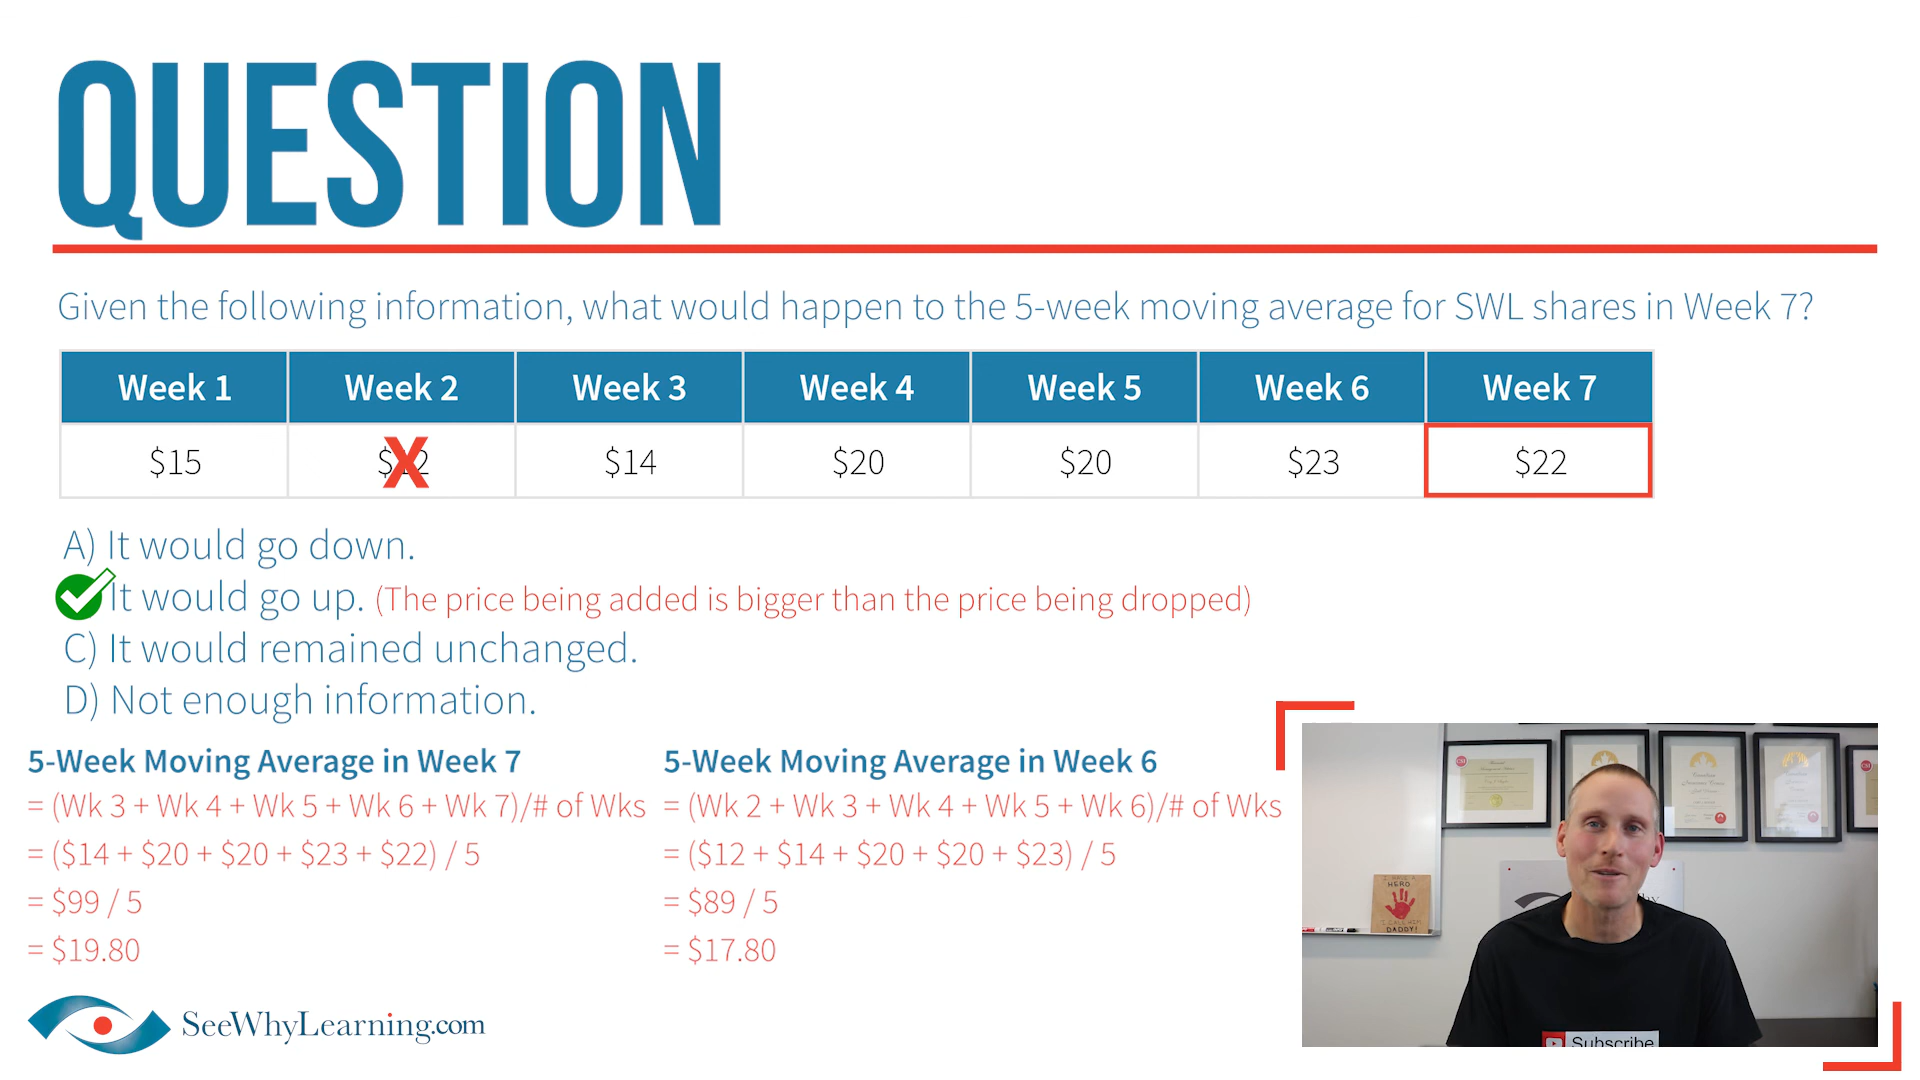 QUESTION
Given the following information, what would happen to the 5-week moving average for SWL shares in Week 7?
Week 1 Week 2 Week 3 Week 4 Week 5 Week 6 Week 7
$15 $12 $14 $20 $20 $23 $22
X
A) It would go down.
It would go up. (The price being added is bigger than the price being dropped)
C) It would remained unchanged.
D) Not enough information.
5-Week Moving Average in Week 7
= (Wk 3 + Wk 4 + Wk 5 + Wk 6 + Wk 7)/# of Wks
= ($14 + $20 + $20 + $23 + $22) / 5
= $99 / 5
= $19.80
5-Week Moving Average in Week 6
= (Wk 2 + Wk 3 + Wk 4 + Wk 5 + Wk 6)/# of Wks
= ($12 + $14 + $20 + $20 + $23) / 5
= $89 / 5
= $17.80
HERO
DADDY!
Subscribe
SeeWhyLearning.com